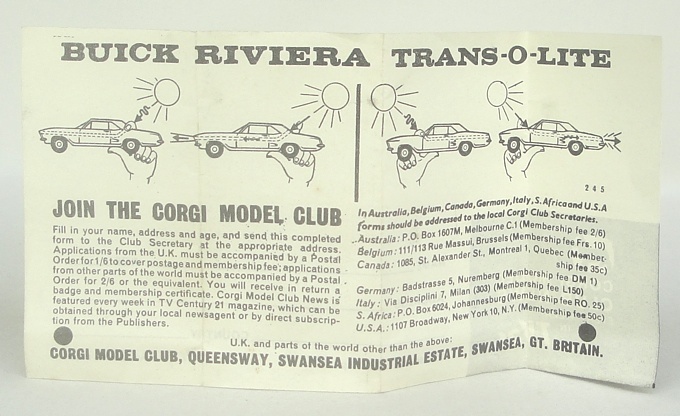 BUICK RIVIERA TRANS-O-LITE
245
JOIN THE CORGI MODEL CLUB
Fill in your name, address and age, and send this completed
form to the Club Secretary at the appropriate address.
Applications from the U.K. must be accompanied by a Postal
Order for 1/6 to cover postage and membership fee; applications
from other parts of the world must be accompanied by a Postal
Order for 2/6 or the equivalent. You will receive in return a
badge and membership certificate. Corgi Model Club News is
featured every week in TV Century 21 magazine, which can be
obtained through your local newsagent or by direct subscrip-
tion from the Publishers.
In Australia, Belgium, Canada, Germany, Italy, S. Africa and U.S.A
forms should be addressed to the local Corgi Club Secretaries.
Australia: P.O. Box 1607M, Melbourne C.1 (Membership fee 2/6)
Belgium: 111/113 Rue Massui, Brussels (Membership fee Frs. 10)
Canada: 1085, St. Alexander St., Montreal 1, Quebec (Member-
ship fee 35c)
Germany: Badstrasse 5, Nuremberg (Membership fee DM 1)
Italy: Via Disciplini 7, Milan (303) (Membership fee L150)
S. Africa: P.O. Box 6024, Johannesburg (Membership fee RO. 25)
U.S.A.: 1107 Broadway, New York 10, N.Y. (Membership fee 50c)
U.K. and parts of the world other than the above:
CORGI MODEL CLUB, QUEENSWAY, SWANSEA INDUSTRIAL ESTATE, SWANSEA, GT. BRITAIN.